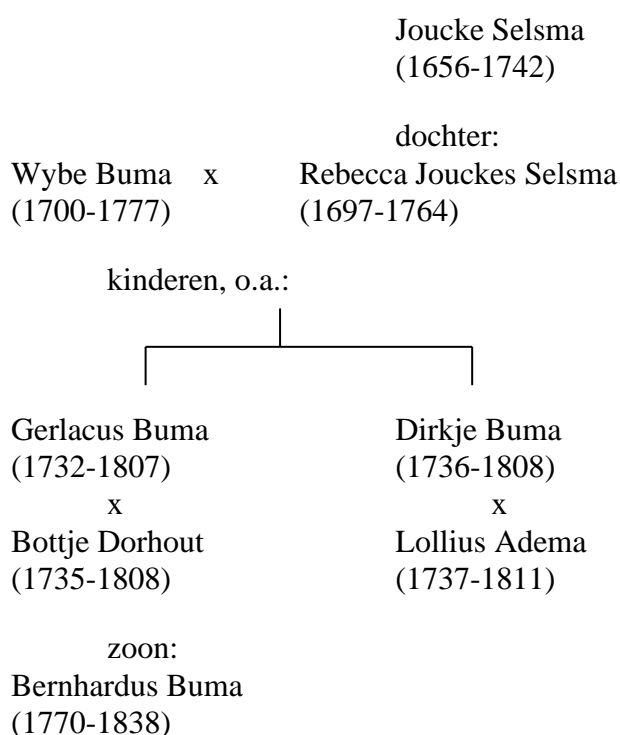 Joucke Selsma
(1656-1742)
dochter:
Wybe Buma x Rebecca Jouckes Selsma
(1700-1777) (1697-1764)
kinderen, o.a.:
Gerlacus Buma Dirkje Buma
(1732-1807) (1736-1808)
x x
Bottje Dorhout Lollius Adema
(1735-1808) (1737-1811)
zoon:
Bernhardus Buma
(1770-1838)